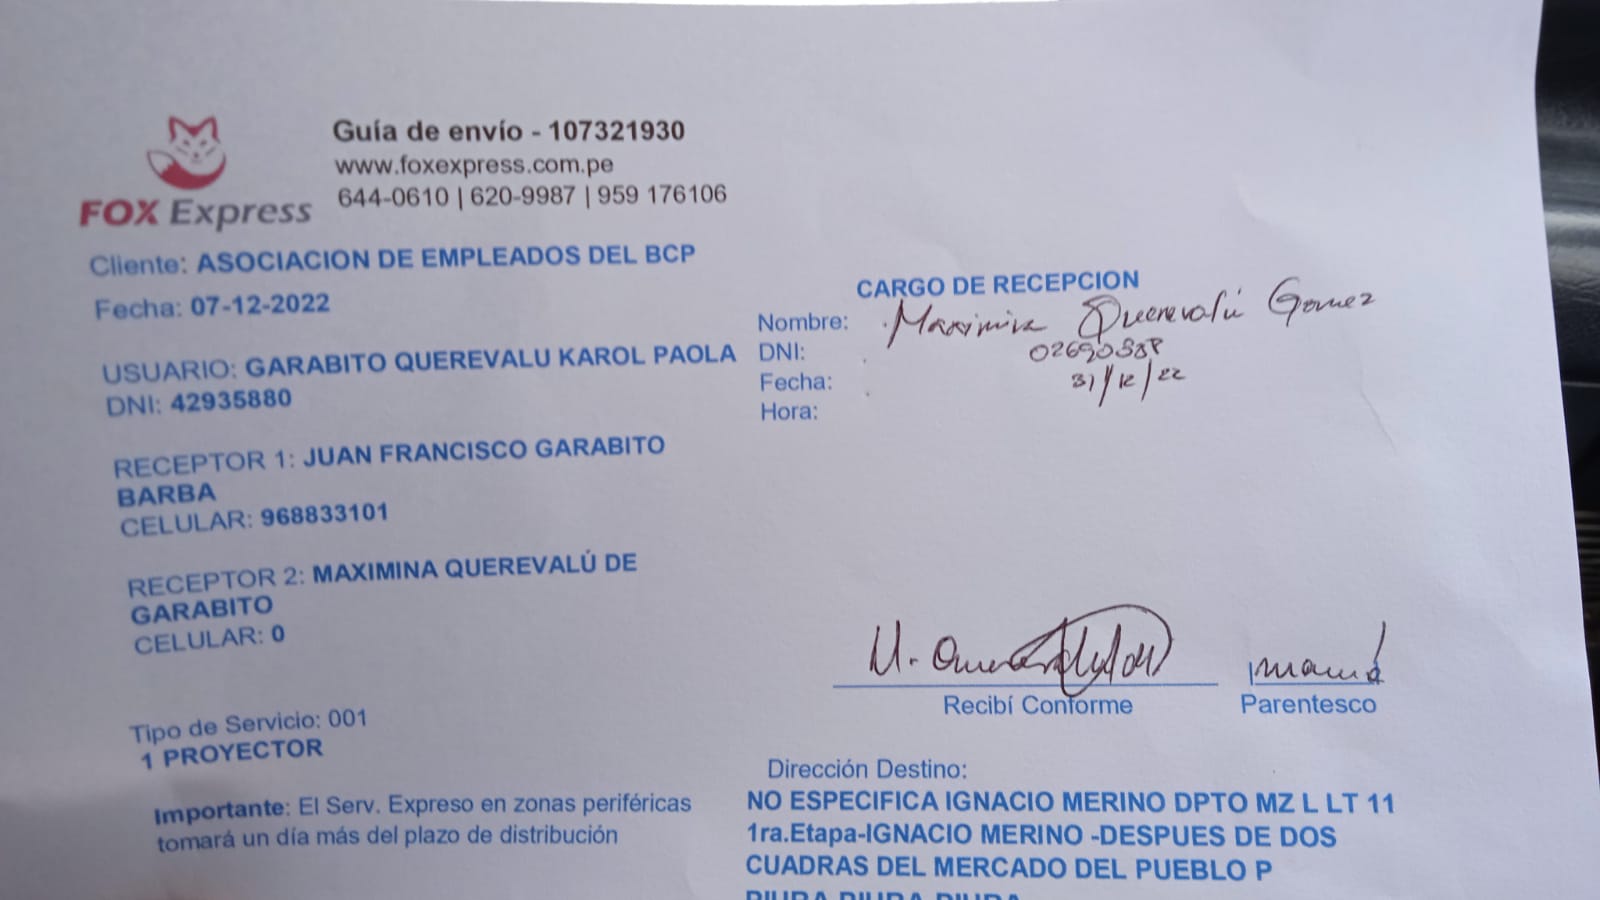 FOX Express
Guía de envío - 107321930
www.foxexpress.com.pe
644-0610 | 620-9987 | 959 176106
Cliente: ASOCIACION DE EMPLEADOS DEL BCP
Fecha: 07-12-2022
USUARIO: GARABITO QUEREVALU KAROL PAOLA
DNI: 42935880
RECEPTOR 1: JUAN FRANCISCO GARABITO
BARBA
CELULAR: 968833101
RECEPTOR 2: MAXIMINA QUEREVALÚ DE
GARABITO
CELULAR: 0
Tipo de Servicio: 001
1 PROYECTOR
Importante: El Serv. Expreso en zonas periféricas
tomará un día más del plazo de distribución
CARGO DE RECEPCION
Nombre: Maximina Querevalú Gomez
DNI:
Fecha: 31/12/22
Hora:
mamá
Recibí Conforme Parentesco
Dirección Destino:
NO ESPECIFICA IGNACIO MERINO DPTO MZ L LT 11
1ra.Etapa-IGNACIO MERINO -DESPUES DE DOS
CUADRAS DEL MERCADO DEL PUEBLO P
PIURA PIURA PIURA